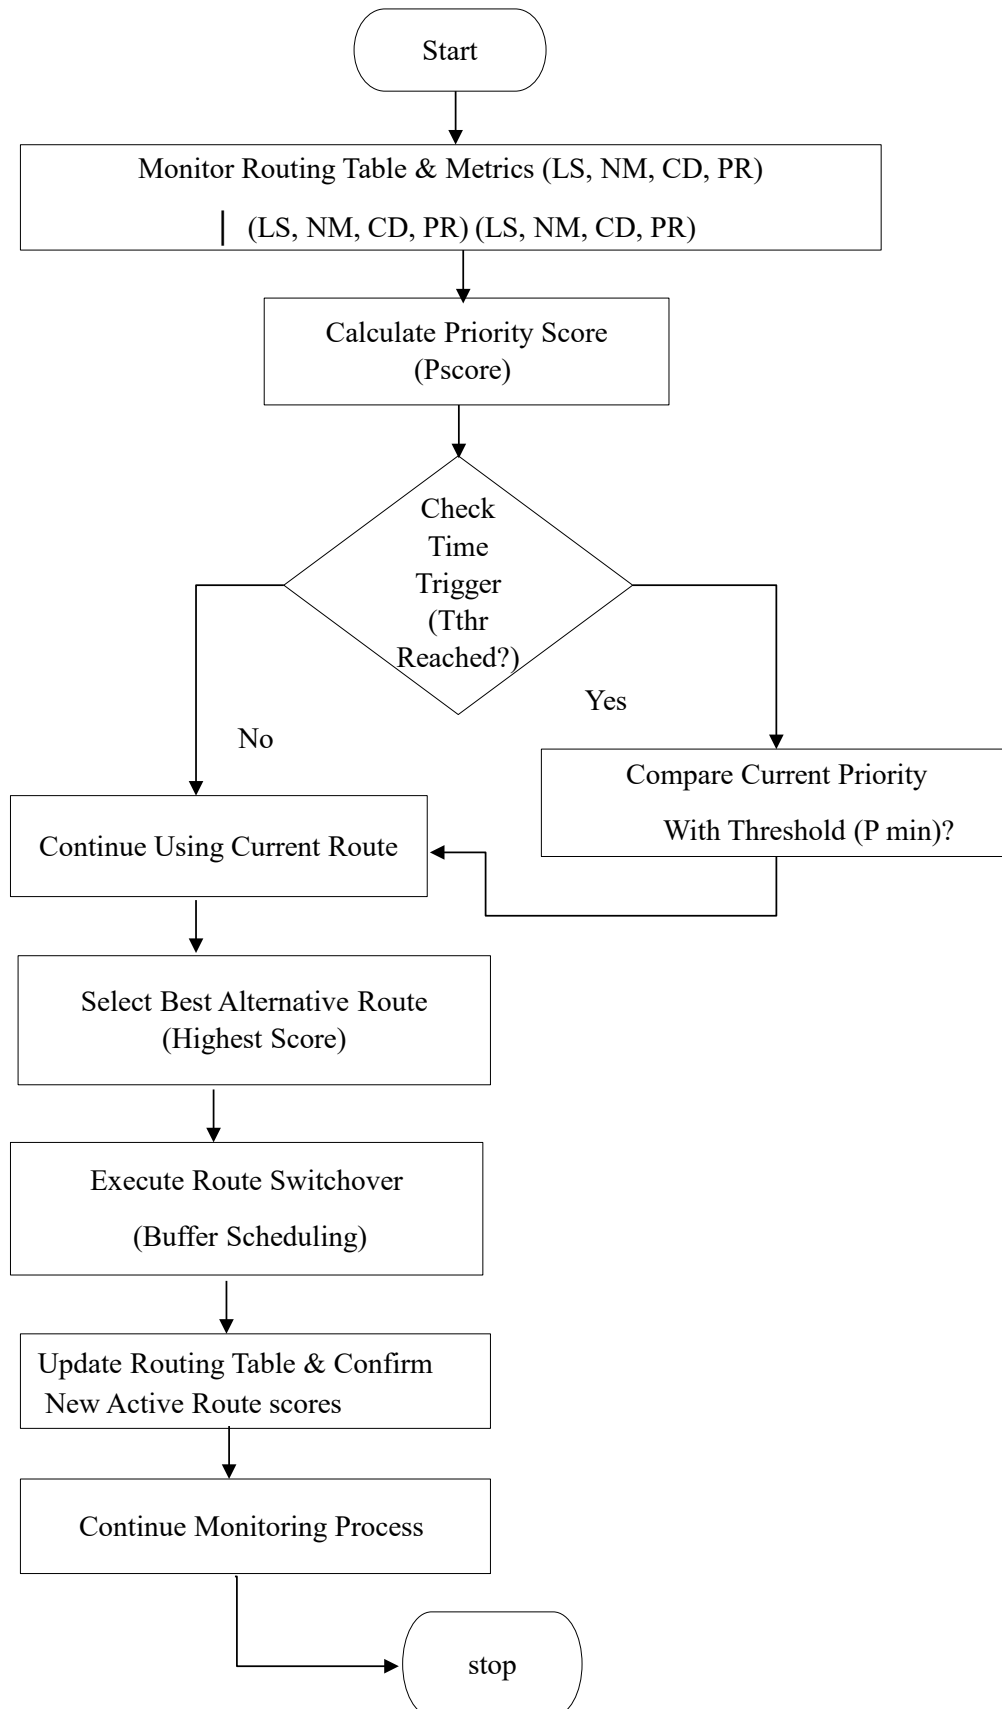 Start
Monitor Routing Table & Metrics (LS, NM, CD, PR)
| (LS, NM, CD, PR) (LS, NM, CD, PR)
Calculate Priority Score
(Pscore)
Check
Time
Trigger
(Tthr
Reached?)
Yes
No
Compare Current Priority
With Threshold (P min)?
Continue Using Current Route
Select Best Alternative Route
(Highest Score)
Execute Route Switchover
(Buffer Scheduling)
Update Routing Table & Confirm
New Active Route scores
Continue Monitoring Process
stop